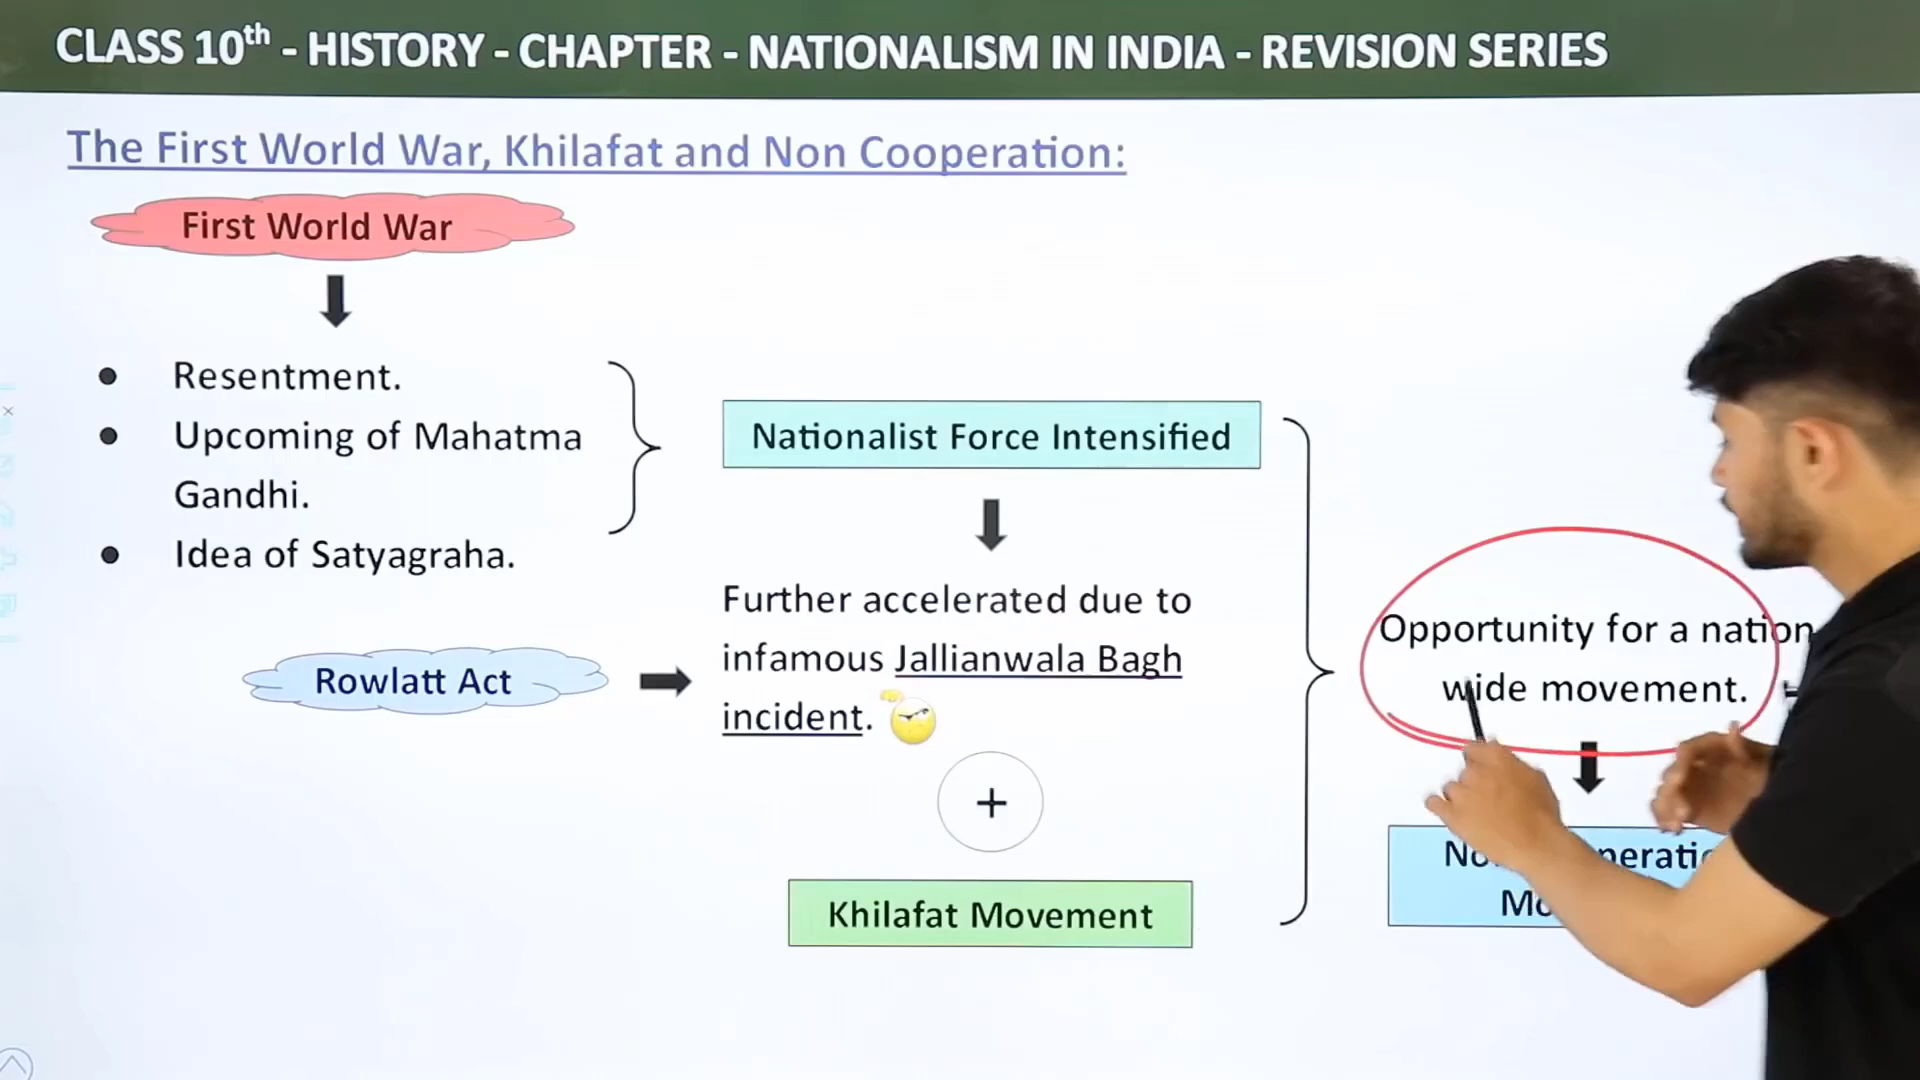 CLASS 10th - HISTORY - CHAPTER - NATIONALISM IN INDIA - REVISION SERIES
The First World War, Khilafat and Non Cooperation:
First World War
Resentment.
Upcoming of Mahatma
Gandhi.
Idea of Satyagraha.
Rowlatt Act
Nationalist Force Intensified
Further accelerated due to
infamous Jallianwala Bagh
incident.
+
Khilafat Movement
Opportunity for a nation
wide movement.